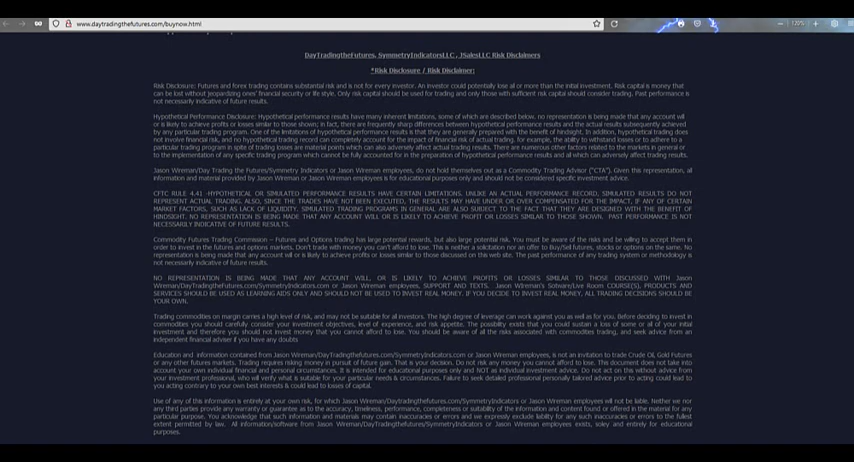 www.daytradingthefutures.com/buynow.html
120%
DayTradingtheFutures, SymmetryIndicatorsLLC, JSalesLLC Risk Disclaimers
*Risk Disclosure / Risk Disclaimer:
Risk Disclosure: Futures and forex trading contains substantial risk and is not for every investor. An investor could potentially lose all or more than the initial investment. Risk capital is money that
can be lost without jeopardizing ones' financial security or life style. Only risk capital should be used for trading and only those with sufficient risk capital should consider trading. Past performance is
not necessarily indicative of future results.
Hypothetical Performance Disclosure: Hypothetical performance results have many inherent limitations, some of which are described below. no representation is being made that any account will
or is likely to achieve profits or losses similar to those shown; in fact, there are frequently sharp differences between hypothetical performance results and the actual results subsequently achieved
by any particular trading program. One of the limitations of hypothetical performance results is that they are generally prepared with the benefit of hindsight. In addition, hypothetical trading does
not involve financial risk, and no hypothetical trading record can completely account for the impact of financial risk of actual trading. for example, the ability to withstand losses or to adhere to a
particular trading program in spite of trading losses are material points which can also adversely affect actual trading results. There are numerous other factors related to the markets in general or
to the implementation of any specific trading program which cannot be fully accounted for in the preparation of hypothetical performance results and all which can adversely affect trading results.
Jason Wireman/Day Trading the Futures/Symmetry Indicators or Jason Wireman employees, do not hold themselves out as a Commodity Trading Advisor ("CTA"). Given this representation, all
information and material provided by Jason Wireman or Jason Wireman employees is for educational purposes only and should not be considered specific investment advice.
CFTC RULE 4.41 -HYPOTHETICAL OR SIMULATED PERFORMANCE RESULTS HAVE CERTAIN LIMITATIONS. UNLIKE AN ACTUAL PERFORMANCE RECORD, SIMULATED RESULTS DO NOT
REPRESENT ACTUAL TRADING. ALSO, SINCE THE TRADES HAVE NOT BEEN EXECUTED, THE RESULTS MAY HAVE UNDER OR OVER COMPENSATED FOR THE IMPACT, IF ANY, OF CERTAIN
MARKET FACTORS, SUCH AS LACK OF LIQUIDITY. SIMULATED TRADING PROGRAMS IN GENERAL ARE ALSO SUBJECT TO THE FACT THAT THEY ARE DESIGNED WITH THE BENEFIT OF
HINDSIGHT. NO REPRESENTATION IS BEING MADE THAT ANY ACCOUNT WILL OR IS LIKELY TO ACHIEVE PROFIT OR LOSSES SIMILAR TO THOSE SHOWN. PAST PERFORMANCE IS NOT
NECESSARILY INDICATIVE OF FUTURE RESULTS.
Commodity Futures Trading Commission – Futures and Options trading has large potential rewards, but also large potential risk. You must be aware of the risks and be willing to accept them in
order to invest in the futures and options markets. Don't trade with money you can't afford to lose. This is neither a solicitation nor an offer to Buy/Sell futures, stocks or options on the same. No
representation is being made that any account will or is likely to achieve profits or losses similar to those discussed on this web site. The past performance of any trading system or methodology is
not necessarily indicative of future results.
NO REPRESENTATION IS BEING MADE THAT ANY ACCOUNT WILL, OR IS LIKELY TO ACHIEVE PROFITS OR LOSSES SIMILAR TO THOSE DISCUSSED WITH Jason
Wireman/DayTradingthefutures.com/SymmetryIndicators.com or Jason Wireman employees, SUPPORT AND TEXTS. Jason Wireman's Sotware/Live Room COURSE(S), PRODUCTS AND
SERVICES SHOULD BE USED AS LEARNING AIDS ONLY AND SHOULD NOT BE USED TO INVEST REAL MONEY. IF YOU DECIDE TO INVEST REAL MONEY, ALL TRADING DECISIONS SHOULD BE
YOUR OWN.
Trading commodities on margin carries a high level of risk, and may not be suitable for all investors. The high degree of leverage can work against you as well as for you. Before deciding to invest in
commodities you should carefully consider your investment objectives, level of experience, and risk appetite. The possibility exists that you could sustain a loss of some or all of your initial
investment and therefore you should not invest money that you cannot afford to lose. You should be aware of all the risks associated with commodities trading, and seek advice from an
independent financial adviser if you have any doubts
Education and information contained from Jason Wireman/DayTradingthefutures.com/SymmetryIndicators.com or Jason Wireman employees, is not an invitation to trade Crude Oil, Gold Futures
or any other futures markets. Trading requires risking money in pursuit of future gain. That is your decision. Do not risk any money you cannot afford to lose. This document does not take into
account your own individual financial and personal circumstances. It is intended for educational purposes only and NOT as individual investment advice. Do not act on this without advice from
your investment professional, who will verify what is suitable for your particular needs & circumstances. Failure to seek detailed professional personally tailored advice prior to acting could lead to
you acting contrary to your own best interests & could lead to losses of capital.
Use of any of this information is entirely at your own risk, for which Jason Wireman/DayTradingthefutures.com/SymmetryIndicators or Jason Wireman employees will not be liable. Neither we nor
any third parties provide any warranty or guarantee as to the accuracy, timeliness, performance, completeness or suitability of the information and content found or offered in the material for any
particular purpose. You acknowledge that such information and materials may contain inaccuracies or errors and we expressly exclude liability for any such inaccuracies or errors to the fullest
extent permitted by law. All information/software from Jason Wireman/DayTradingthefutures.com/SymmetryIndicators or Jason Wireman employees exists, soley and entirely for educational
purposes.